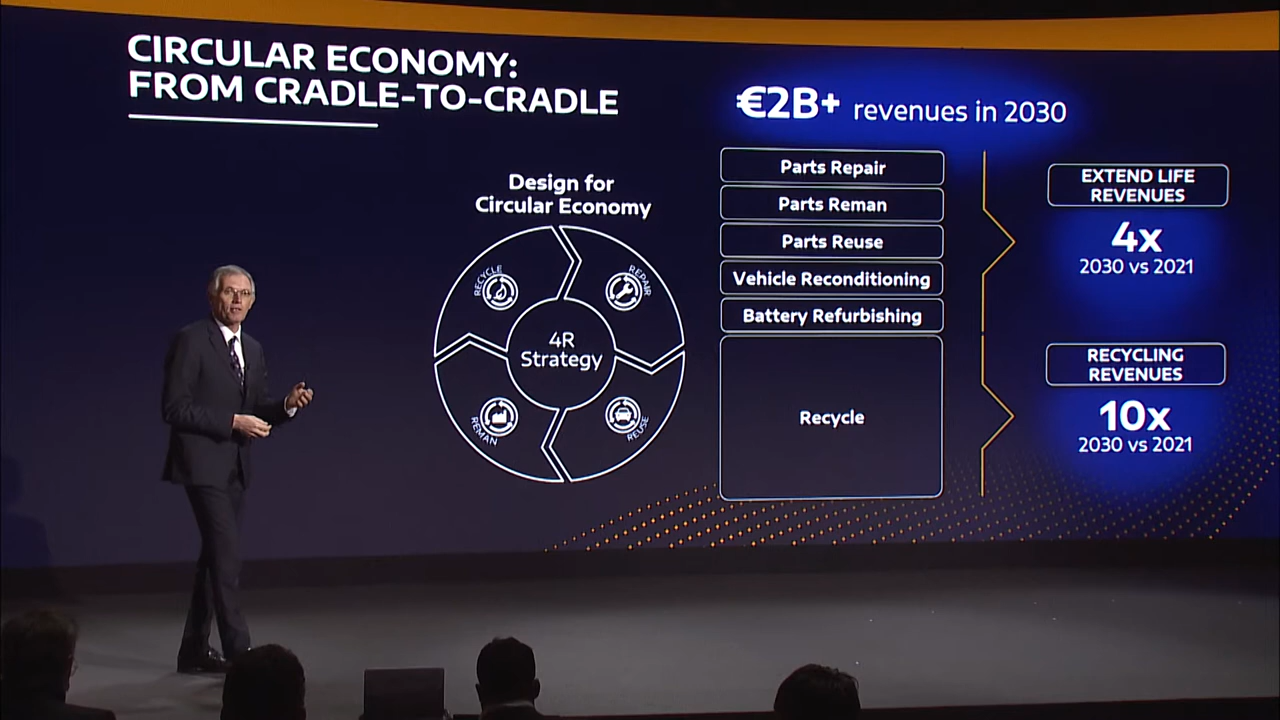 CIRCULAR ECONOMY:
FROM CRADLE-TO-CRADLE
€2B+ revenues in 2030
Design for
Circular Economy
RECYCLE
REPAIR
4R
Strategy
REMAN
REUSE
Parts Repair
Parts Reman
Parts Reuse
Vehicle Reconditioning
Battery Refurbishing
Recycle
EXTEND LIFE
REVENUES
4x
2030 vs 2021
RECYCLING
REVENUES
10x
2030 vs 2021